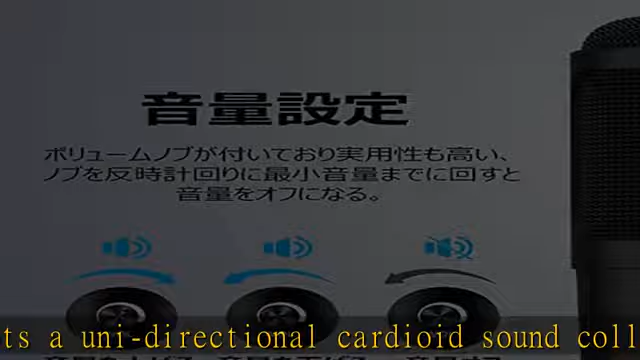 音量設定
ボリュームノブが付いており実用性も高い、
ノブを反時計回りに最小音量までに回すと
音量をオフになる。
ts a uni-directional cardioid sound coll